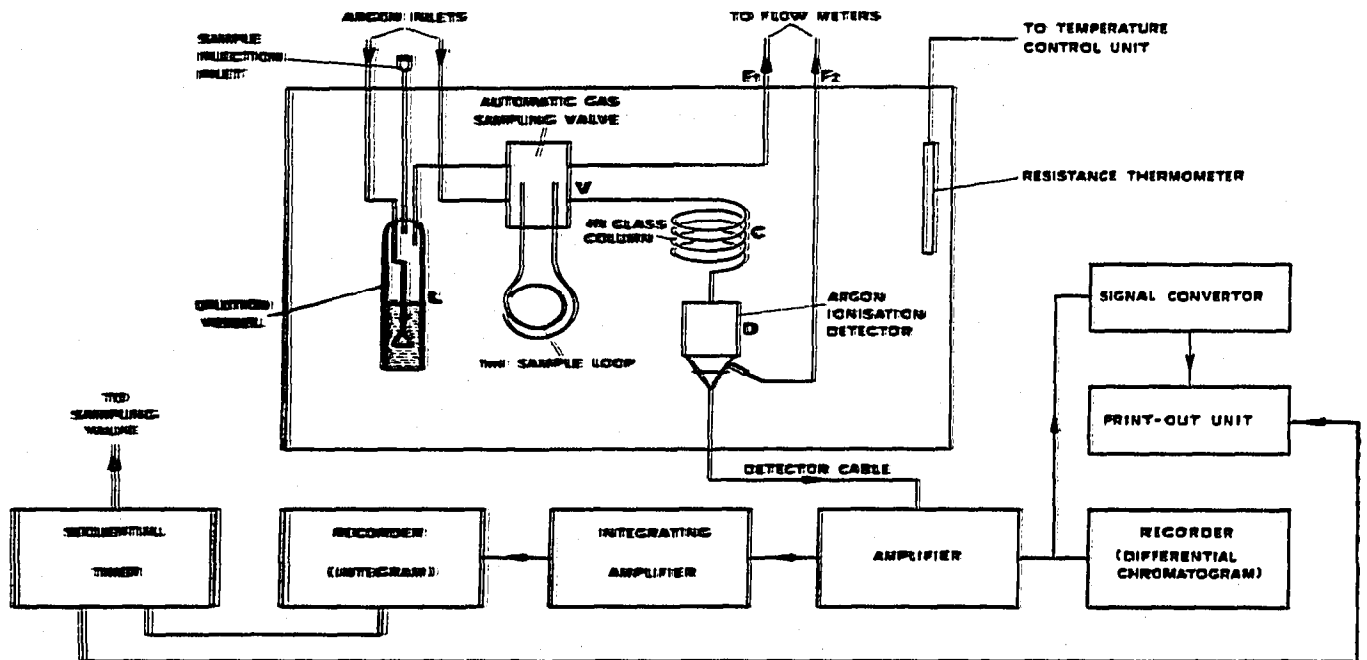 ARGON INLETS
TO FLOW METERS
SAMPLE
INJECTION
INLET
TO TEMPERATURE
CONTROL UNIT
F1
F2
AUTOMATIC GAS
SAMPLING VALVE
V
RESISTANCE THERMOMETER
GLASS
COLUMN
C
E
VESSEL
D
ARGON
IONISATION
DETECTOR
SIGNAL CONVERTOR
SAMPLE LOOP
TO
SAMPLING
VALVE
PRINT-OUT UNIT
DETECTOR CABLE
SEQUENTIAL
TIMER
RECORDER
(INTEGRAM)
INTEGRATING
AMPLIFIER
AMPLIFIER
RECORDER
(DIFFERENTIAL
CHROMATOGRAM)